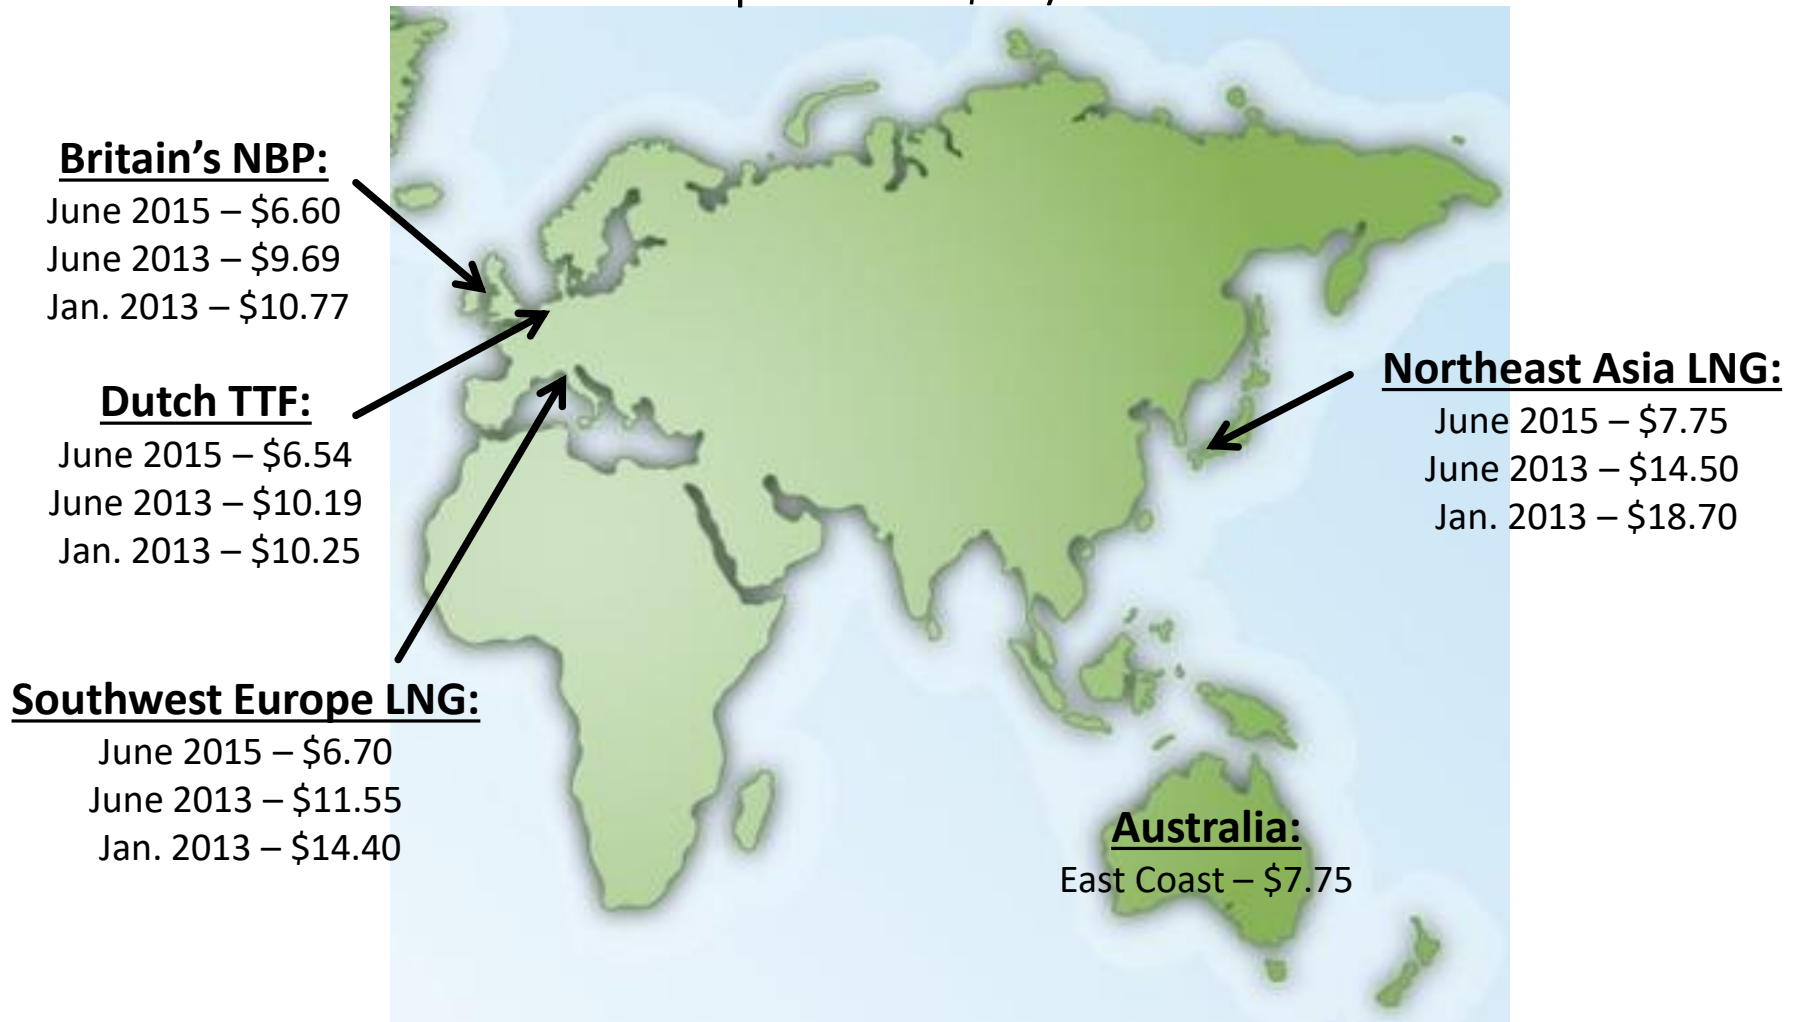 Britain’s NBP:
June 2015 – $6.60
June 2013 – $9.69
Jan. 2013 – $10.77
Dutch TTF:
June 2015 – $6.54
June 2013 – $10.19
Jan. 2013 – $10.25
Southwest Europe LNG:
June 2015 – $6.70
June 2013 – $11.55
Jan. 2013 – $14.40
Northeast Asia LNG:
June 2015 – $7.75
June 2013 – $14.50
Jan. 2013 – $18.70
Australia:
East Coast – $7.75